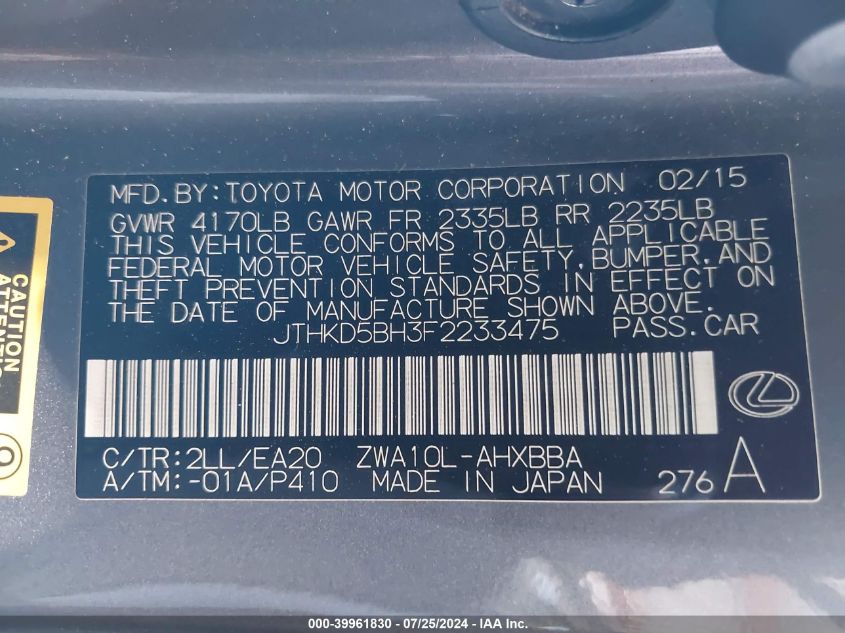 MFD.BY:TOYOTA MOTOR CORPORATION 02/15
GVWR 4170LB GAWR FR 2335LB RR 2235LB
THIS VEHICLE CONFORMS TO ALL APPLICABLE
FEDERAL MOTOR VEHICLE SAFETY,BUMPER,AND
THEFT PREVENTION STANDARDS IN EFFECT ON
THE DATE OF MANUFACTURE SHOWN ABOVE.
JTHKD5BH3F2233475 PASS.CAR
C/TR:2LL/EA20 ZWA10L-AHXBBA
A/TM:-01A/P410 MADE IN JAPAN 276 A
CAUTION
000-39961830 - 07/25/2024 - IAA, Inc.